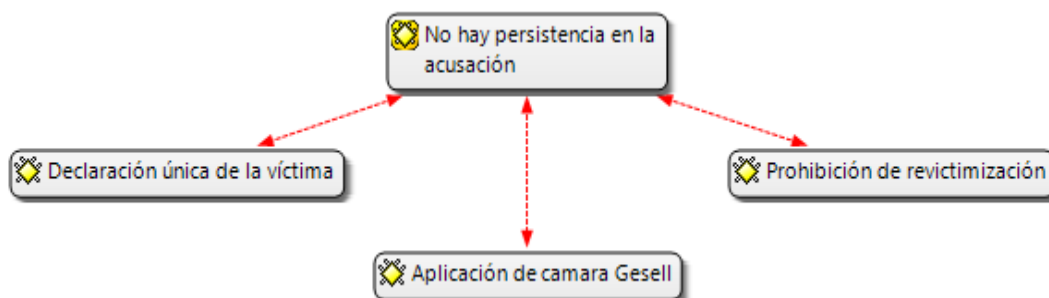 No hay persistencia en la
acusación
Declaración única de la víctima
Prohibición de revictimización
Aplicación de camara Gesell